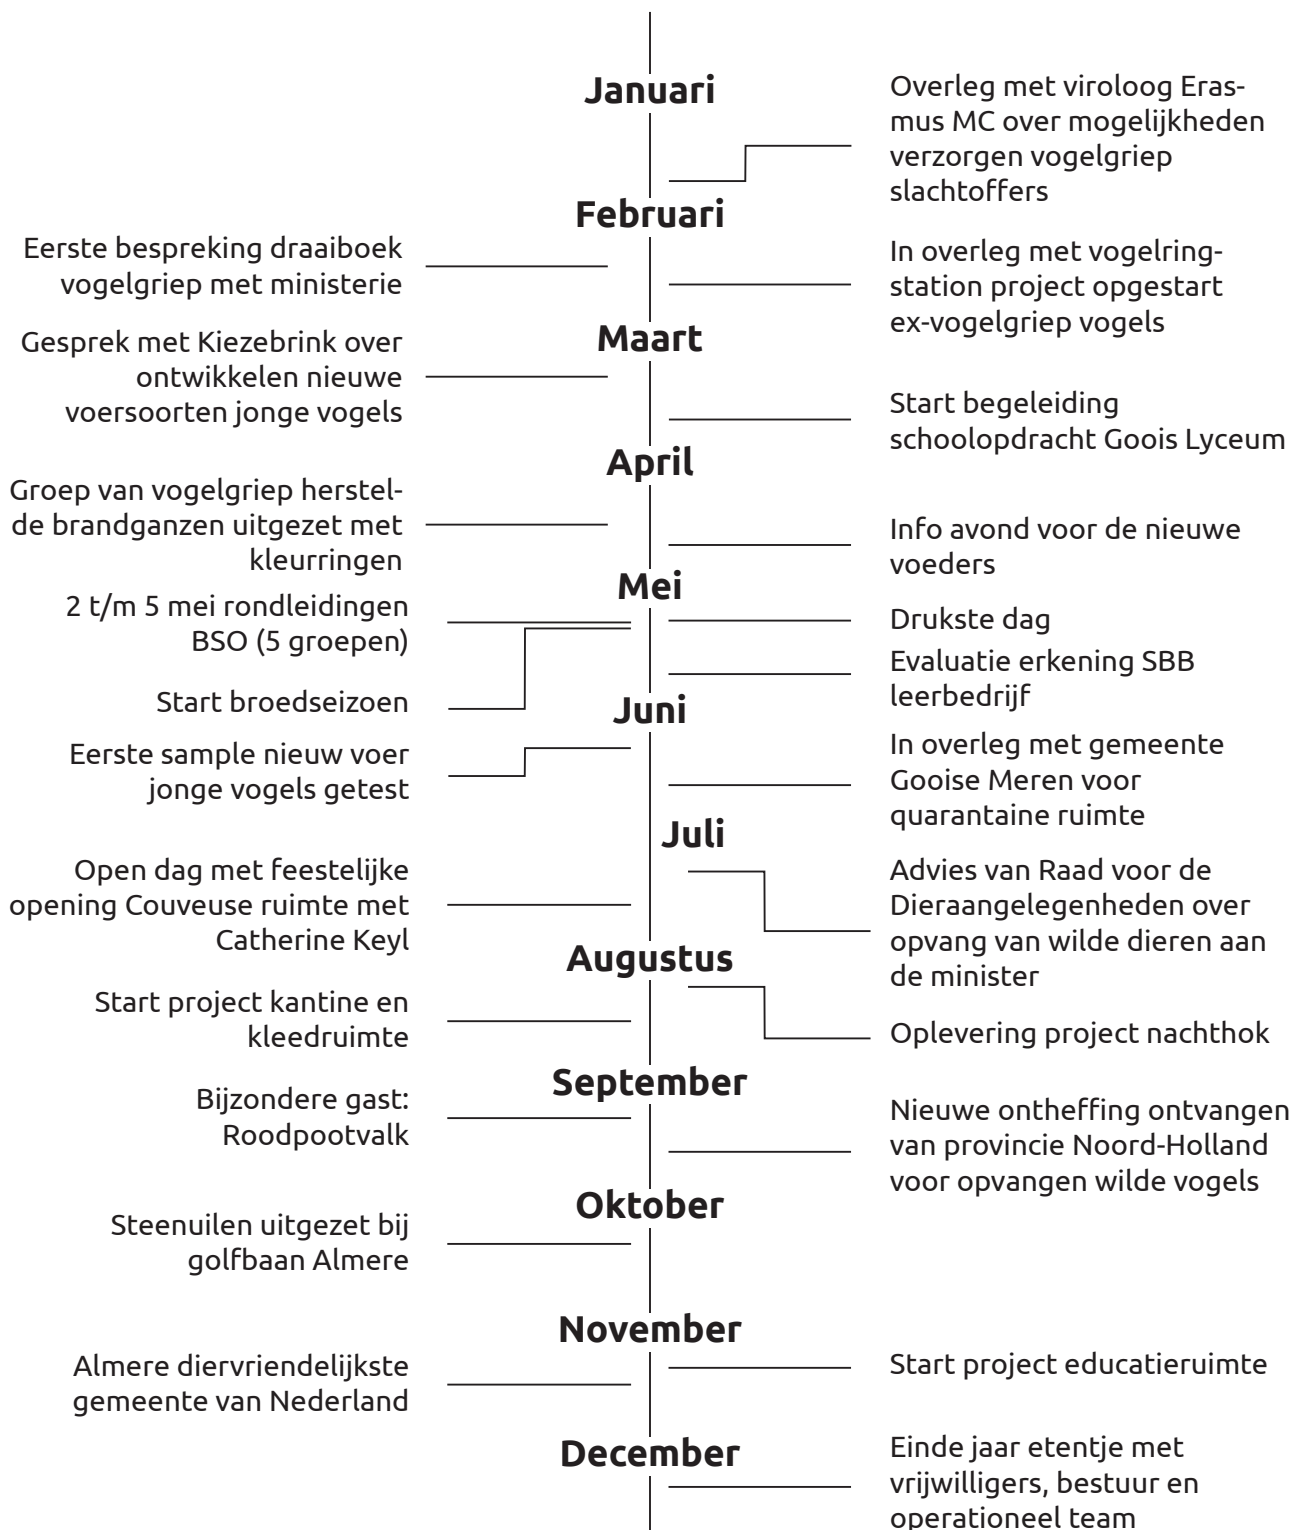 Januari
Overleg met viroloog Eras-
mus MC over mogelijkheden
verzorgen vogelgriep
slachtoffers
Februari
Eerste bespreking draaiboek
vogelgriep met ministerie
In overleg met vogelring-
station project opgestart
ex-vogelgriep vogels
Maart
Gesprek met Kiezebrink over
ontwikkelen nieuwe
voersoorten jonge vogels
Start begeleiding
schoolopdracht Goois Lyceum
April
Groep van vogelgriep herstel-
de brandganzen uitgezet met
kleurringen
Info avond voor de nieuwe
voeders
Mei
2 t/m 5 mei rondleidingen
BSO (5 groepen)
Start broedseizoen
Drukste dag
Evaluatie erkening SBB
leerbedrijf
Juni
Eerste sample nieuw voer
jonge vogels getest
In overleg met gemeente
Gooise Meren voor
quarantaine ruimte
Juli
Open dag met feestelijke
opening Couveuse ruimte met
Catherine Keyl
Advies van Raad voor de
Dieraangelegenheden over
opvang van wilde dieren aan
de minister
Augustus
Start project kantine en
kleedruimte
Oplevering project nachthok
September
Bijzondere gast:
Roodpootvalk
Nieuwe ontheffing ontvangen
van provincie Noord-Holland
voor opvangen wilde vogels
Oktober
Steenuilen uitgezet bij
golfbaan Almere
November
Almere diervriendelijkste
gemeente van Nederland
Start project educatieruimte
December
Einde jaar etentje met
vrijwilligers, bestuur en
operationeel team